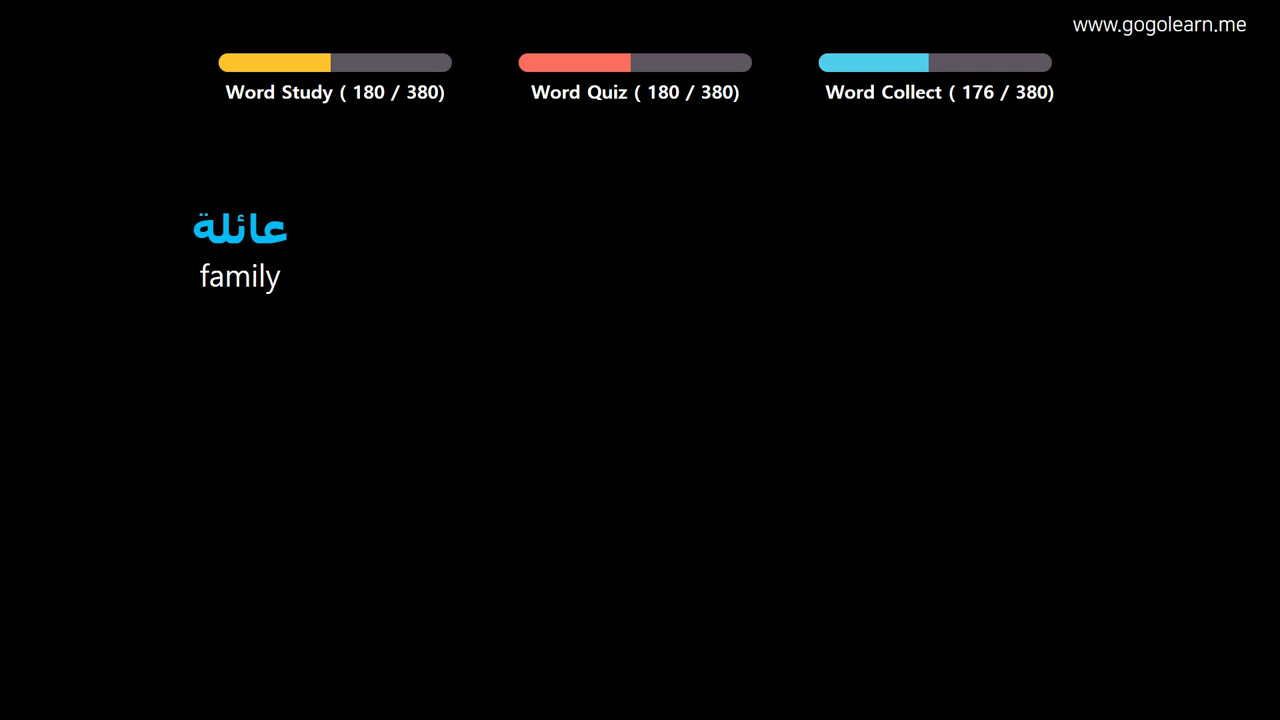 www.gogolearn.me
Word Study ( 180 / 380)
Word Quiz ( 180 / 380)
Word Collect ( 176 / 380)
عائلة
family